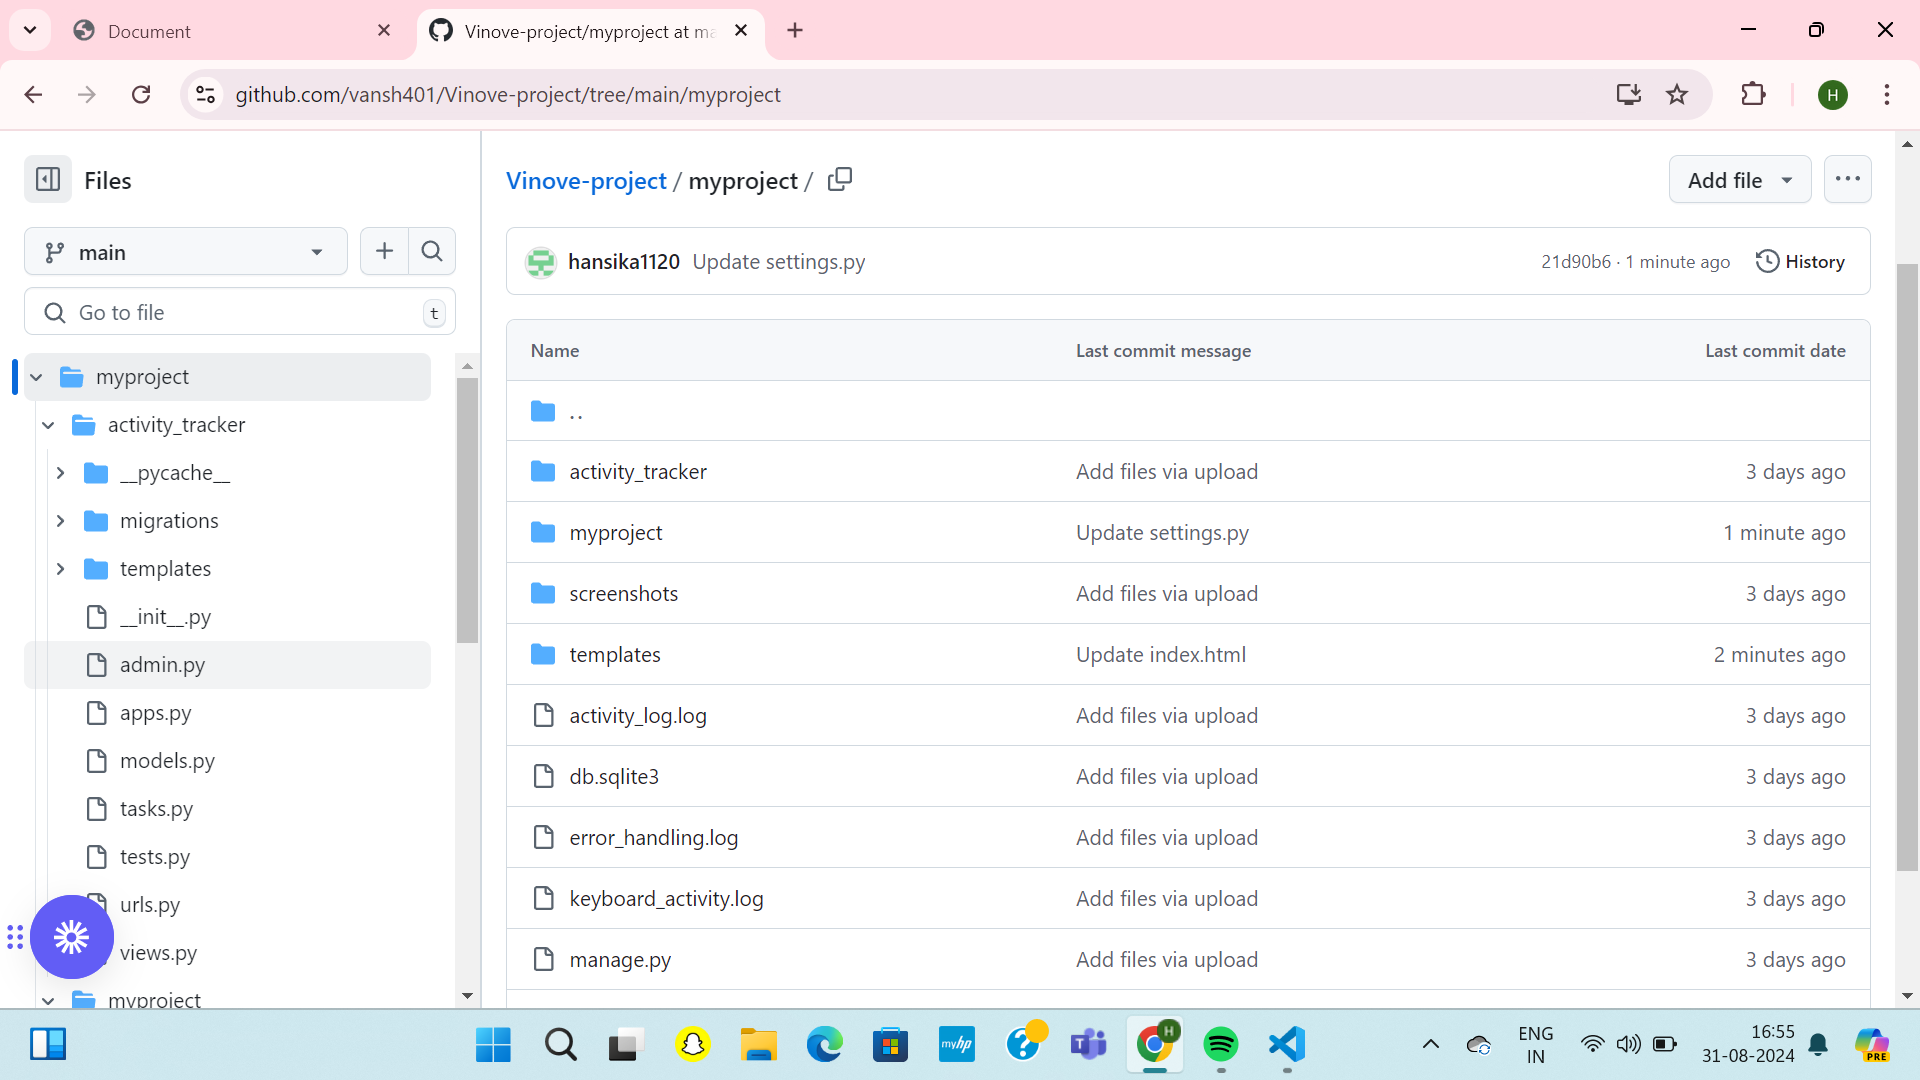 Document
Vinove-project/myproject at ma
github.com/vansh401/Vinove-project/tree/main/myproject
H
Files
Vinove-project / myproject /
Add file
main
hansika1120 Update settings.py
21d90b6 · 1 minute ago
History
Go to file
t
Name
Last commit message
Last commit date
myproject
activity_tracker
__pycache__
migrations
templates
__init__.py
admin.py
apps.py
models.py
tasks.py
tests.py
urls.py
views.py
myproject
..
activity_tracker Add files via upload 3 days ago
myproject Update settings.py 1 minute ago
screenshots Add files via upload 3 days ago
templates Update index.html 2 minutes ago
activity_log.log Add files via upload 3 days ago
db.sqlite3 Add files via upload 3 days ago
error_handling.log Add files via upload 3 days ago
keyboard_activity.log Add files via upload 3 days ago
manage.py Add files via upload 3 days ago
myhp
?
T
H
ENG
IN
16:55
31-08-2024
PRE